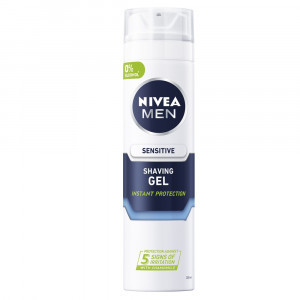 0%
NIVEA
MEN
SENSITIVE
SHAVING
GEL
INSTANT PROTECTION
5 SIGNS OF
IRRITATION